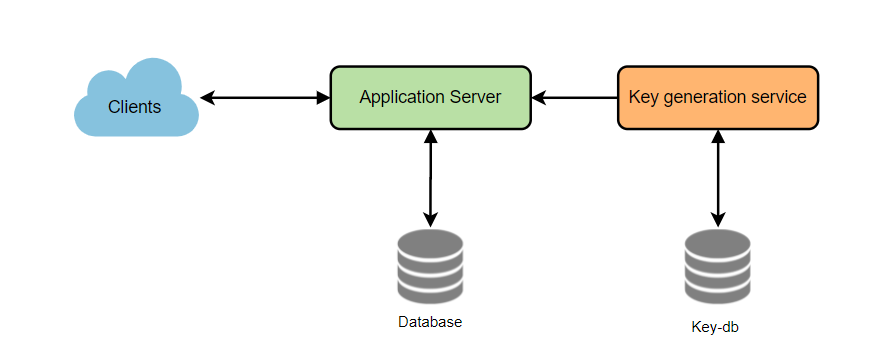 Clients
Application Server
Key generation service
Database
Key-db